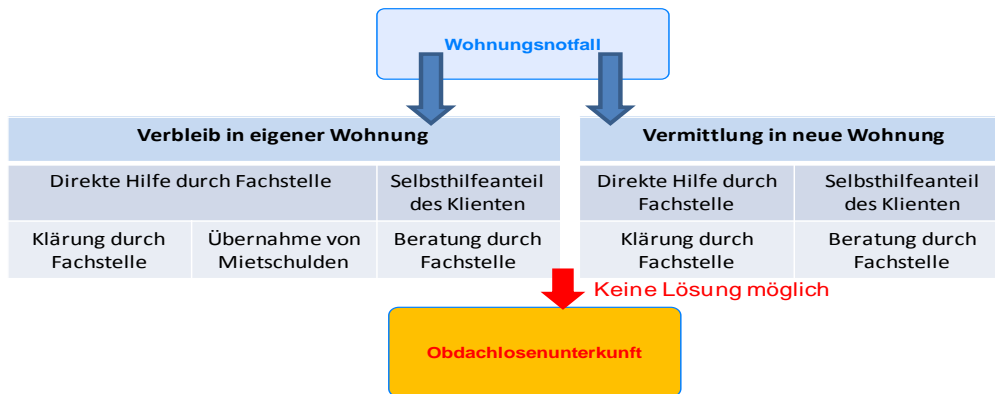 Wohnungsnotfall
Verbleib in eigener Wohnung
Vermittlung in neue Wohnung
Direkte Hilfe durch Fachstelle
Selbsthilfeanteil
des Klienten
Direkte Hilfe durch
Fachstelle
Selbsthilfeanteil
des Klienten
Klärung durch
Fachstelle
Übernahme von
Mietschulden
Beratung durch
Fachstelle
Klärung durch
Fachstelle
Beratung durch
Fachstelle
Keine Lösung möglich
Obdachlosenunterkunft